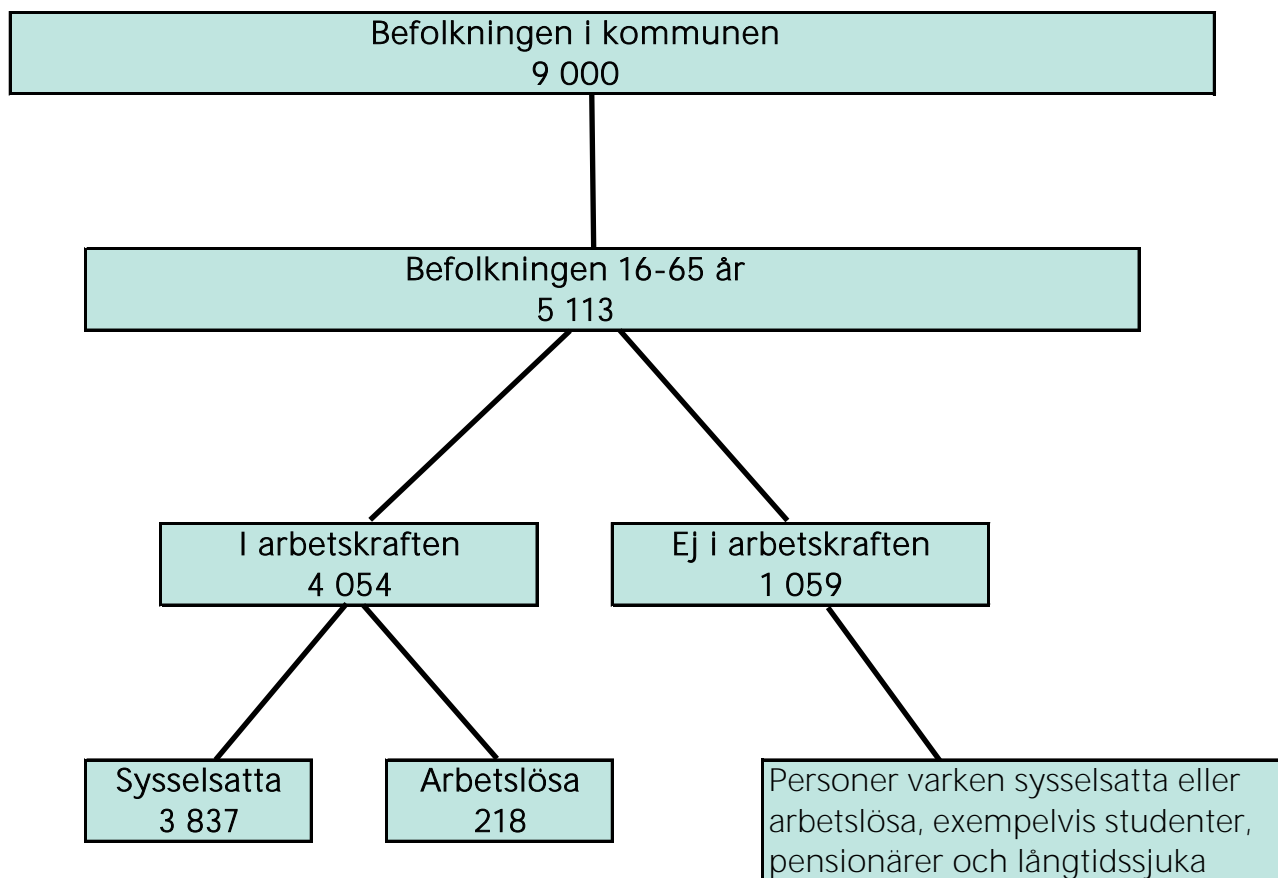 Befolkningen i kommunen
9 000
Befolkningen 16-65 år
5 113
I arbetskraften
4 054
Ej i arbetskraften
1 059
Sysselsatta
3 837
Arbetslösa
218
Personer varken sysselsatta eller
arbetslösa, exempelvis studenter,
pensionärer och långtidssjuka